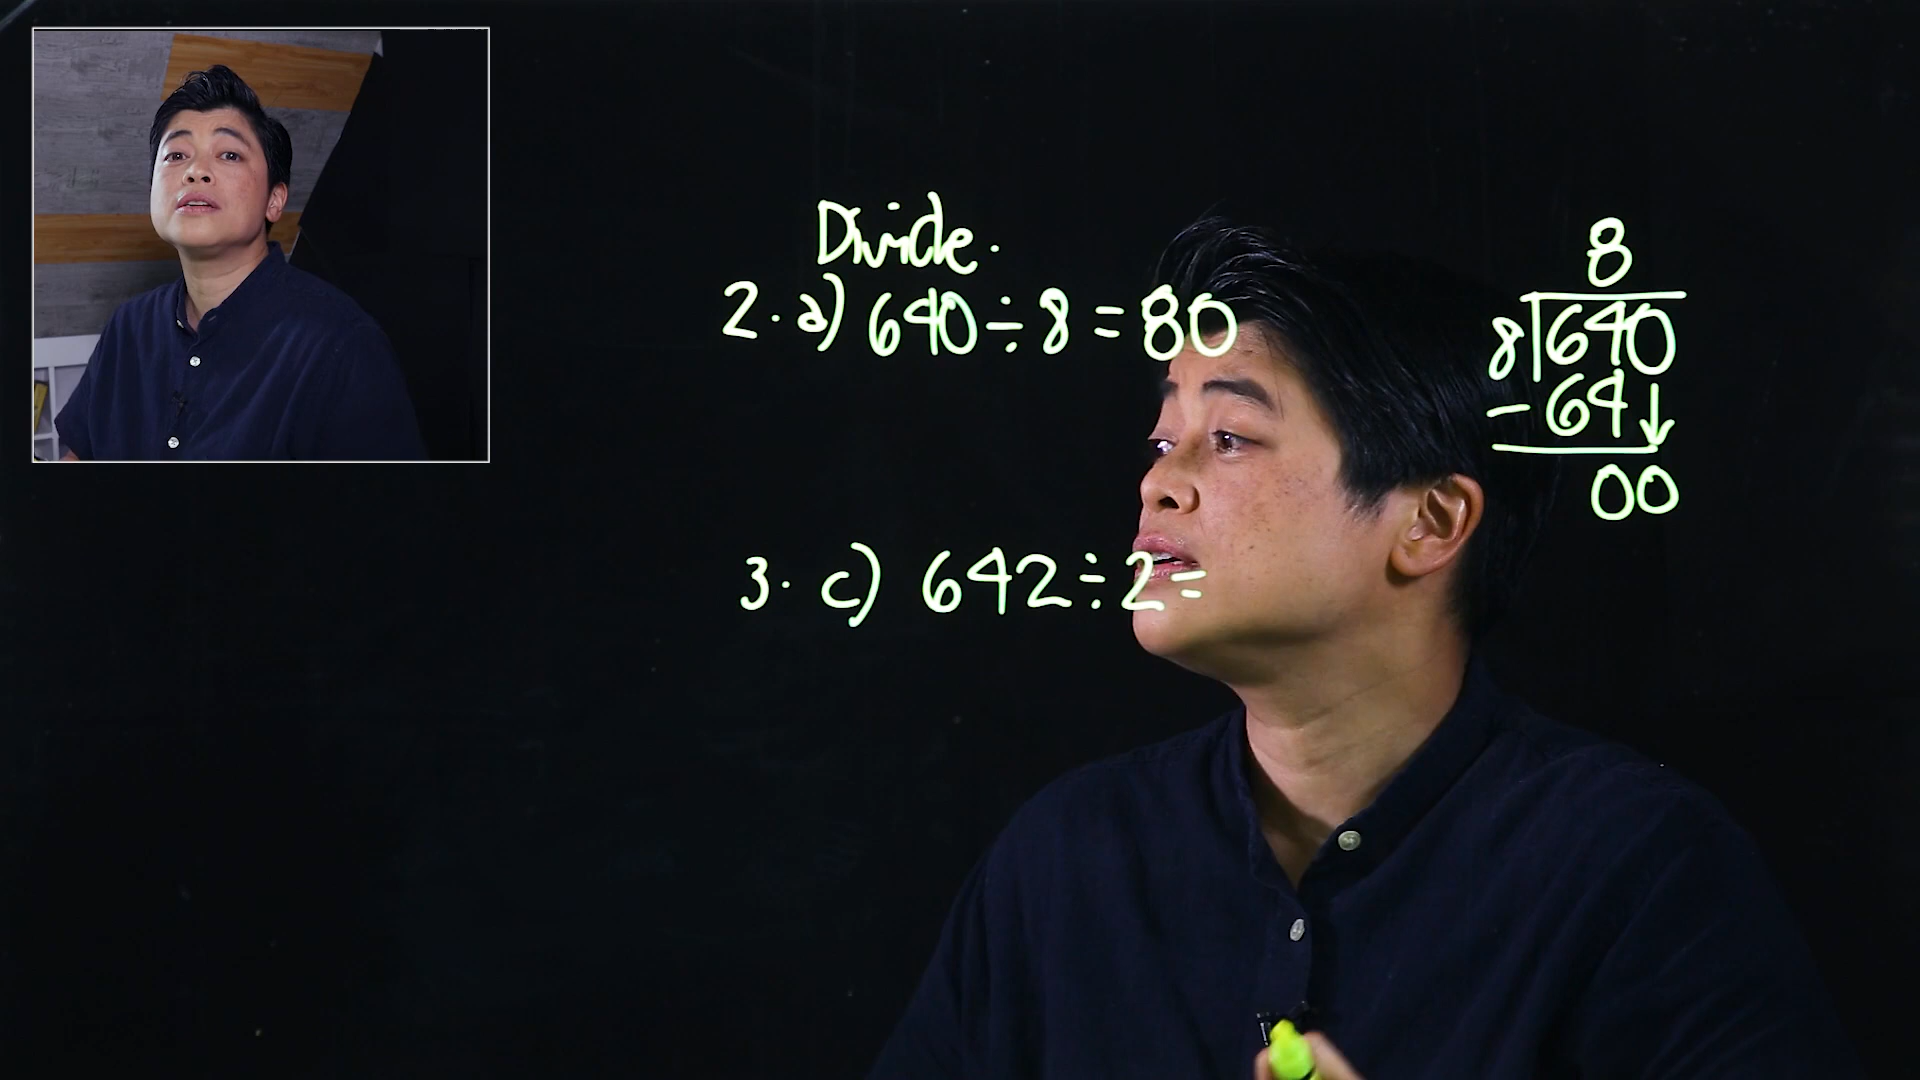 Divide.
2. a) 640 ÷ 8 = 80
3. c) 642 ÷ 2 =
8
8 640
- 64 ↓
00